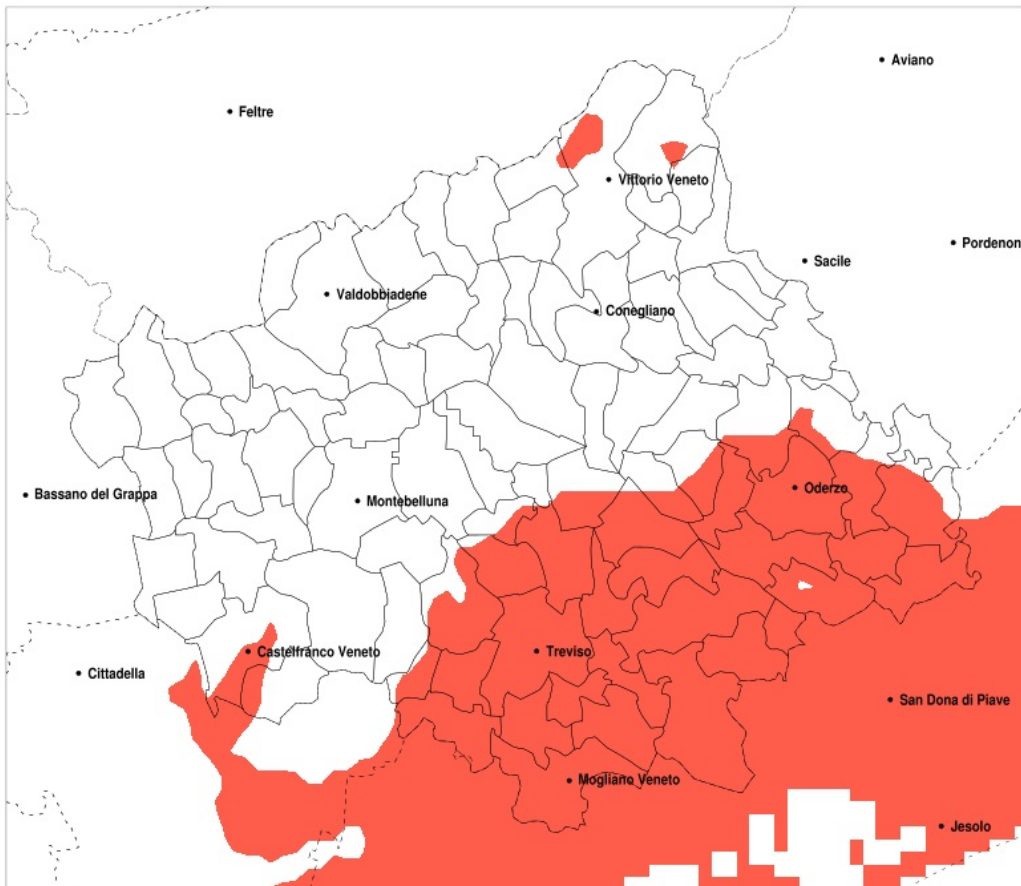 Aviano
Feltre
Vittorio Veneto
Pordenon
Sacile
Valdobbiadene
Conegliano
Oderzo
Bassano del Grappa
Montebelluna
Castelfranco Veneto
Treviso
Cittadella
San Dona di Piave
Mogliano Veneto
Jesolo